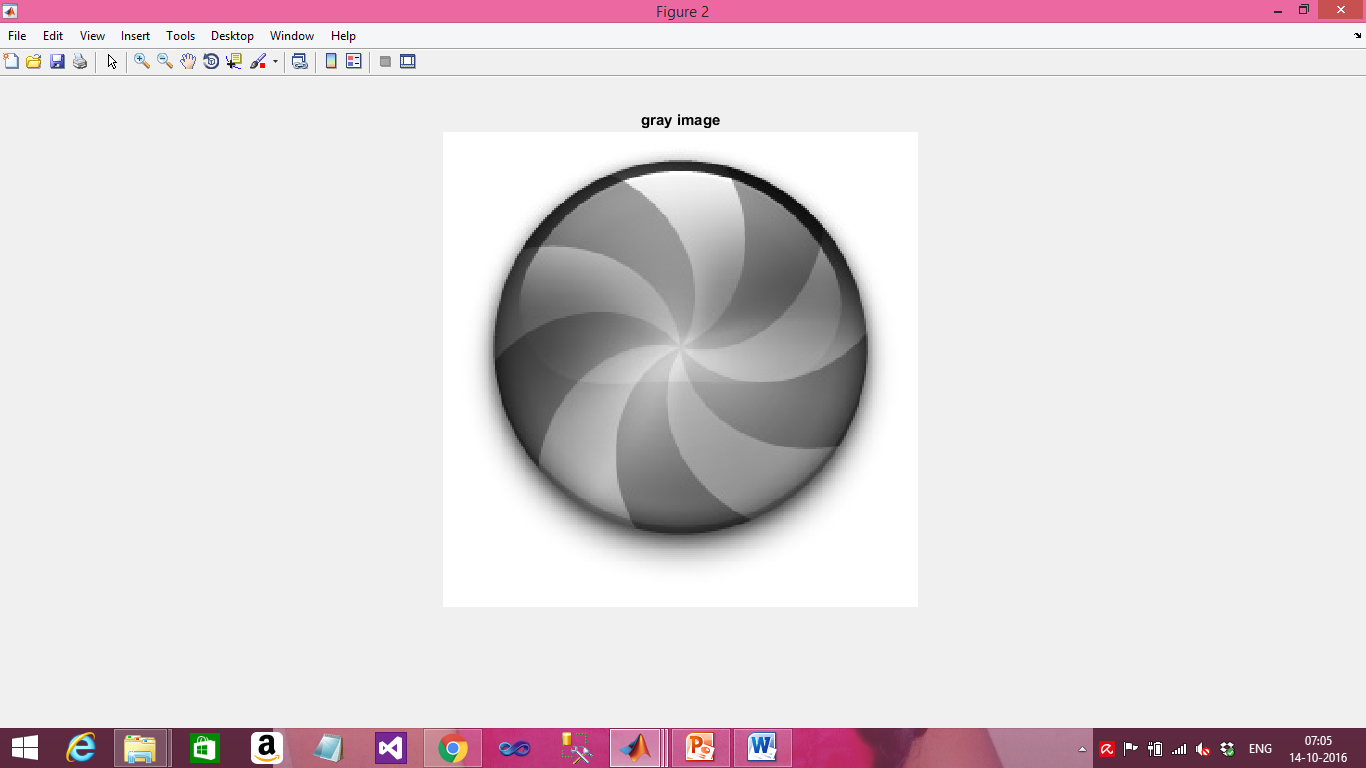 Figure 2
File Edit View Insert Tools Desktop Window Help
gray image
ENG
07:05
14-10-2016